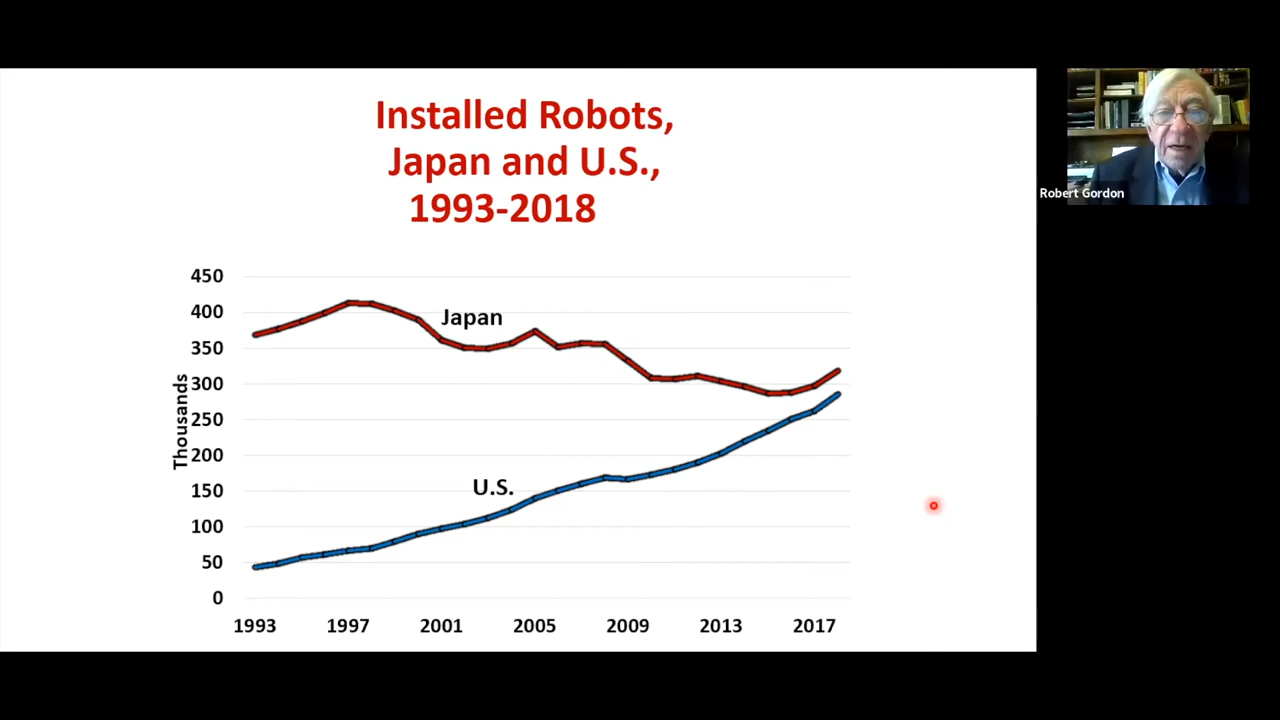 Installed Robots,
Japan and U.S.,
1993-2018
Robert Gordon
450
400
350
300
250
200
150
100
50
0
Thousands
Japan
U.S.
1993 1997 2001 2005 2009 2013 2017